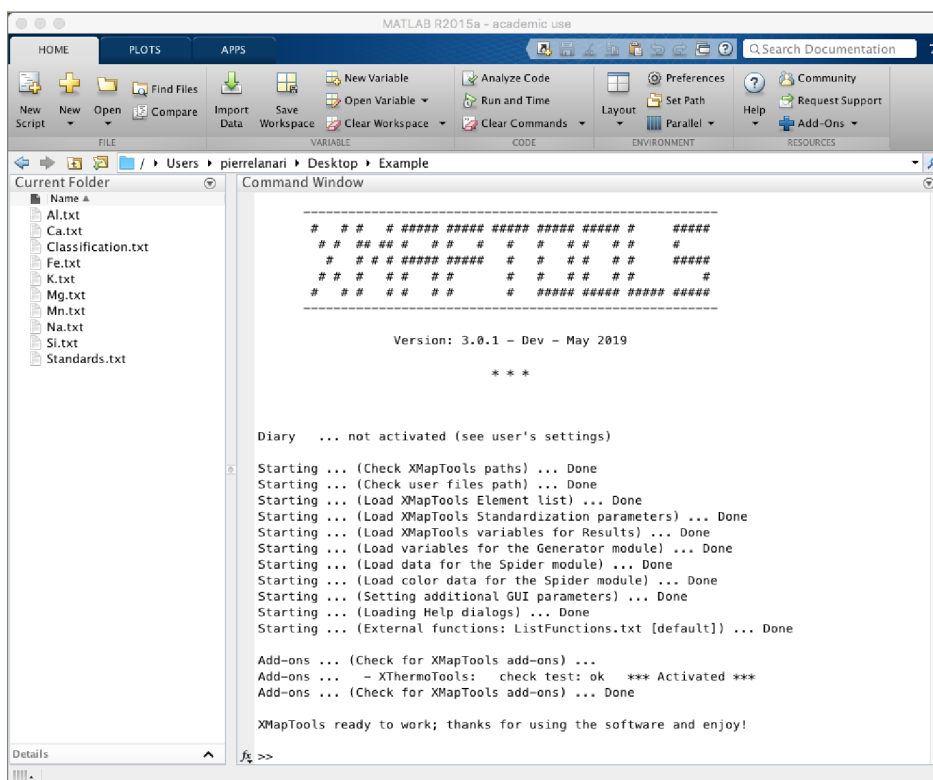 MATLAB R2015a - academic use
HOME PLOTS APPS
Search Documentation
New Script
New
Open
Find Files
Compare
Import Data
Save Workspace
New Variable
Open Variable
Clear Workspace
Analyze Code
Run and Time
Clear Commands
Layout
Preferences
Set Path
Parallel
Help
Community
Request Support
Add-Ons
FILE VARIABLE CODE ENVIRONMENT RESOURCES
/ Users pierrelanari Desktop Example
Current Folder
Name
Al.txt
Ca.txt
Classification.txt
Fe.txt
K.txt
Mg.txt
Mn.txt
Na.txt
Si.txt
Standards.txt
Details
Command Window
----------------------------------------------------------
#   # #   # ##### ##### ##### ##### ##### #     #####
 # #  ## ## #   # #   #   #   #   # #   # #     #
  #   # # # ##### #####   #   #   # #   # #     #####
 # #  #   # #   # #       #   #   # #   # #         #
#   # #   # #   # #       #   ##### ##### ##### #####
----------------------------------------------------------
Version: 3.0.1 – Dev – May 2019
* * *
Diary ... not activated (see user's settings)
Starting ... (Check XMapTools paths) ... Done
Starting ... (Check user files path) ... Done
Starting ... (Load XMapTools Element list) ... Done
Starting ... (Load XMapTools Standardization parameters) ... Done
Starting ... (Load XMapTools variables for Results) ... Done
Starting ... (Load variables for the Generator module) ... Done
Starting ... (Load data for the Spider module) ... Done
Starting ... (Load color data for the Spider module) ... Done
Starting ... (Setting additional GUI parameters) ... Done
Starting ... (Loading Help dialogs) ... Done
Starting ... (External functions: ListFunctions.txt [default]) ... Done
Add-ons ... (Check for XMapTools add-ons) ...
Add-ons ... - XThermoTools: check test: ok *** Activated ***
Add-ons ... (Check for XMapTools add-ons) ... Done
XMapTools ready to work; thanks for using the software and enjoy!
fx >>